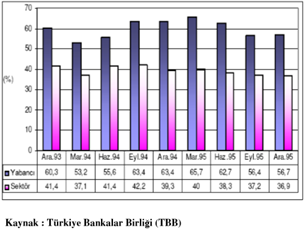 70
60
50
40
(%)
30
20
10
0
Ara.93 Mar.94 Haz.94 Eyl.94 Ara.94 Mar.95 Haz.95 Eyl.95 Ara.95
Yabancı 60,3 53,2 55,6 63,4 63,4 65,7 62,7 56,4 56,7
Sektör 41,4 37,1 41,4 42,2 39,3 40 38,3 37,2 36,9
Kaynak : Türkiye Bankalar Birliği (TBB)